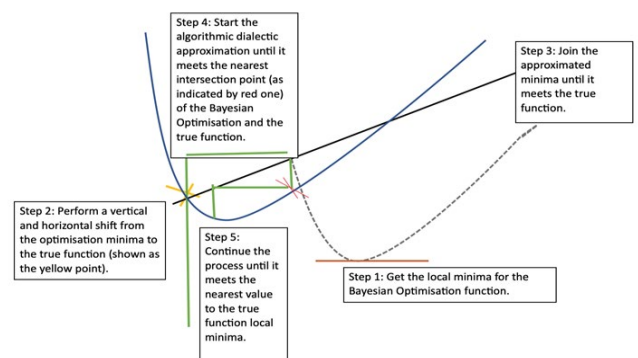 Step 4: Start the
algorithmic dialectic
approximation until it
meets the nearest
intersection point (as
indicated by red one)
of the Bayesian
Optimisation and the
true function.
Step 3: Join the
approximated
minima until it
meets the true
function.
Step 2: Perform a vertical
and horizontal shift from
the optimisation minima to
the true function (shown as
the yellow point).
Step 5:
Continue the
process until it
meets the
nearest value
to the true
function local
minima.
Step 1: Get the local minima for the
Bayesian Optimisation function.